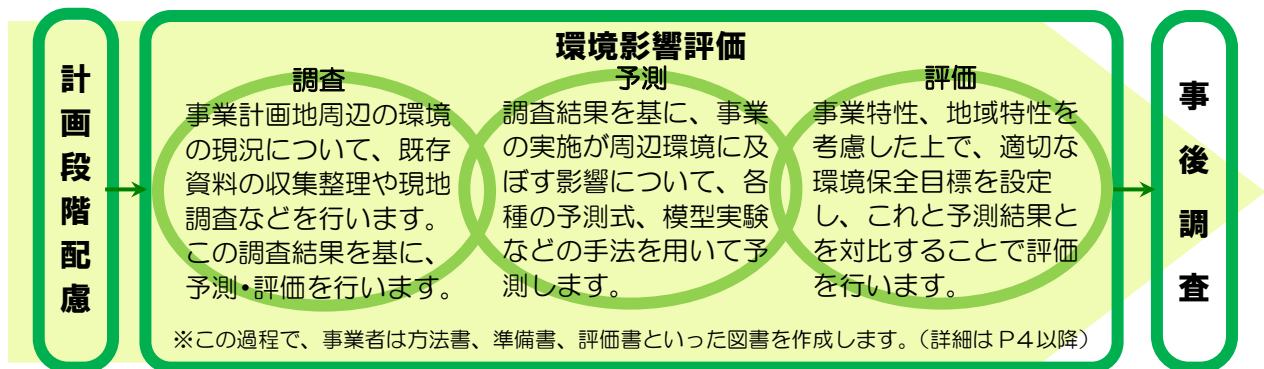 計画段階配慮
環境影響評価
調査
事業計画地周辺の環境
の現況について、既存
資料の収集整理や現地
調査などを行います。
この調査結果を基に、
予測・評価を行います。
予測
調査結果を基に、事業
の実施が周辺環境に及
ぼす影響について、各
種の予測式、模型実験
などの手法を用いて予
測します。
評価
事業特性、地域特性を
考慮した上で、適切な
環境保全目標を設定
し、これと予測結果と
を対比することで評価
を行います。
※この過程で、事業者は方法書、準備書、評価書といった図書を作成します。（詳細はP4以降）
事後調査